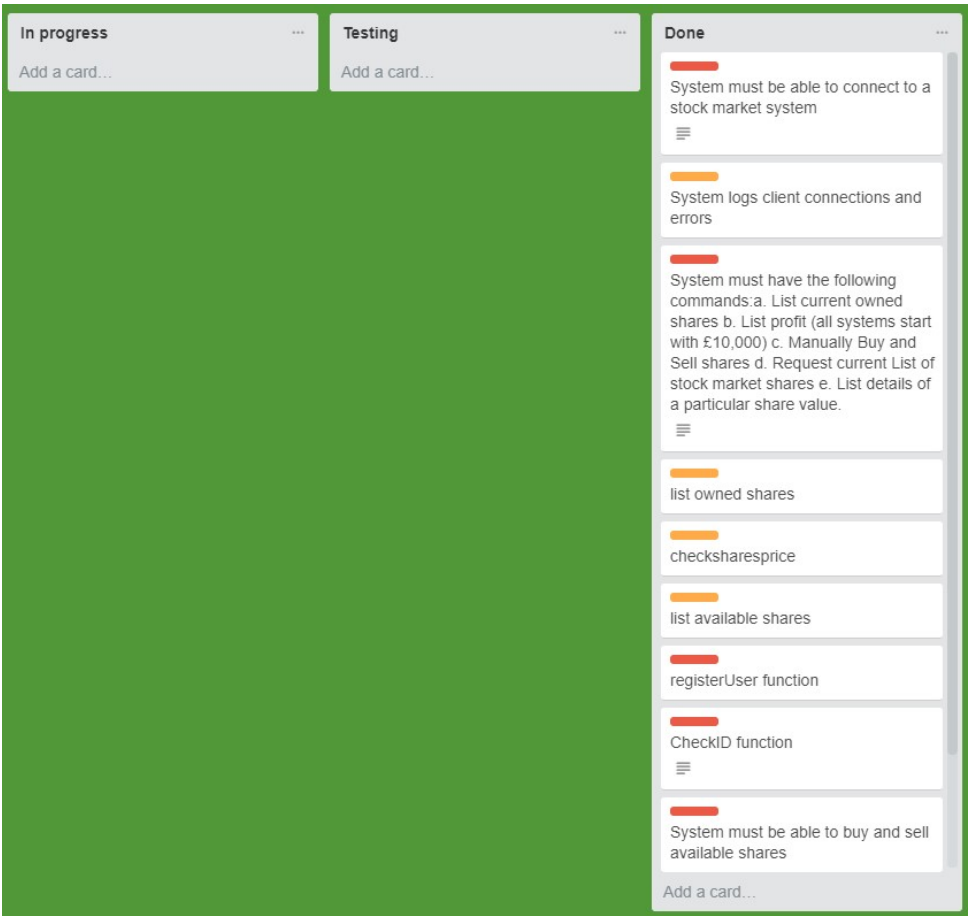 In progress
Add a card...
Testing
Add a card...
Done
System must be able to connect to a
stock market system
System logs client connections and
errors
System must have the following
commands:a. List current owned
shares b. List profit (all systems start
with £10,000) c. Manually Buy and
Sell shares d. Request current List of
stock market shares e. List details of
a particular share value.
list owned shares
checksharesprice
list available shares
registerUser function
CheckID function
System must be able to buy and sell
available shares
Add a card...